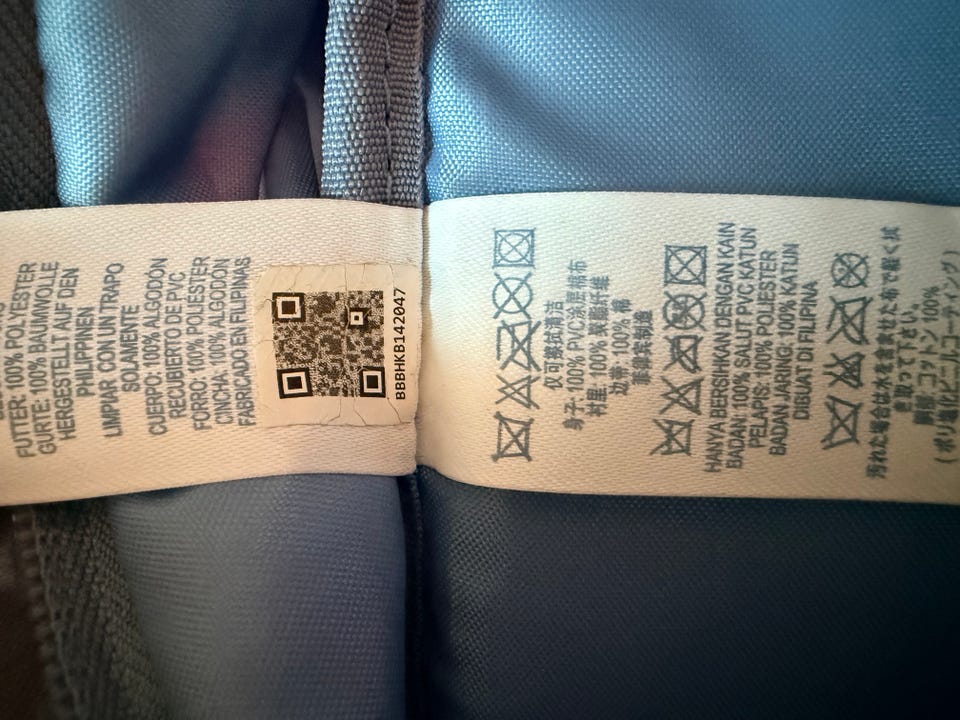 FUTTER: 100% POLYESTER
GURTE: 100% BAUMWOLLE
HERGESTELLT AUF DEN
PHILIPPINEN
LIMPIAR CON UN TRAPO
SOLAMENTE
CUERPO: 100% ALGODÓN
RECUBIERTO DE PVC
FORRO: 100% POLIESTER
CINCHA: 100% ALGODÓN
FABRICADO EN FILIPINAS
BBBHKB142047
仅可擦拭清洁
身子: 100% PVC涂层棉布
村里: 100% 聚酯纤维
边带: 100% 棉
菲律宾制造
HANYA BERSIHKAN DENGAN KAIN
BADAN: 100% SALUT PVC KATUN
PELAPIS: 100% POLIESTER
BADAN JARING: 100% KATUN
DIBUAT DI FILIPINA
汚れた場合は水を含ませた布で軽くふ
き取って下さい。
胴部: コットン 100%
(ポリ塩化ビニルコーティング)